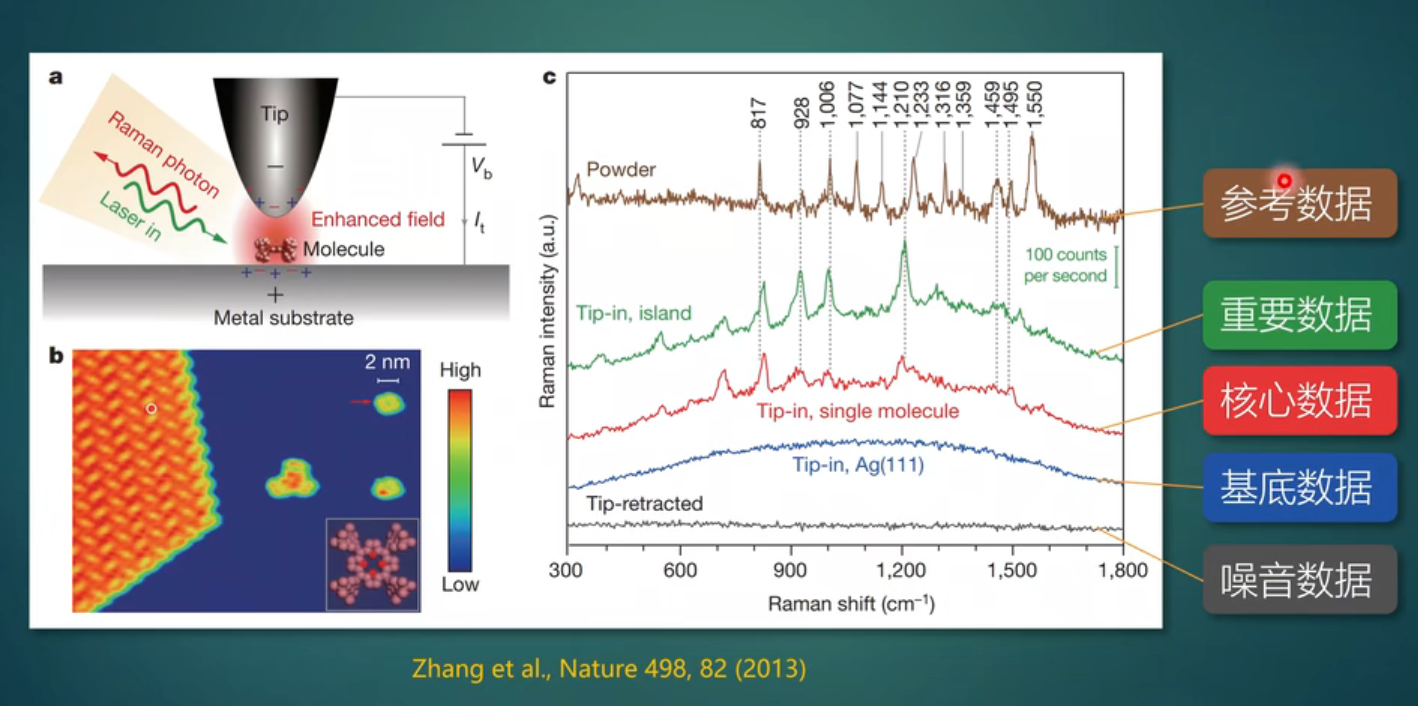 a
Tip
Raman photon
Laser in
Enhanced field
Molecule
Metal substrate
Vb
It
b
2 nm
High
Low
c
817
928
1,006
1,077
1,144
1,210
1,233
1,316
1,359
1,459
1,495
1,550
Powder
100 counts
per second
Tip-in, island
Tip-in, single molecule
Tip-in, Ag(111)
Tip-retracted
Raman intensity (a.u.)
300
600
900
1,200
1,500
1,800
Raman shift (cm⁻¹)
参考数据
重要数据
核心数据
基底数据
噪音数据
Zhang et al., Nature 498, 82 (2013)